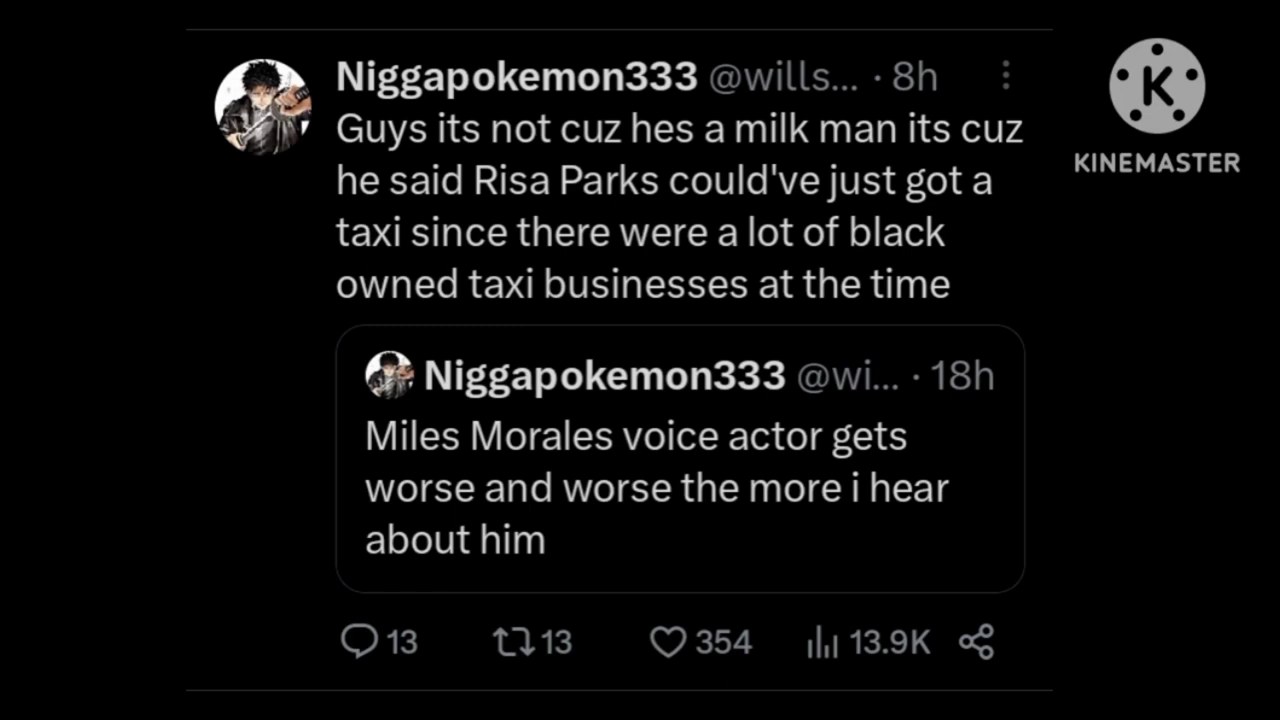 Niggapokemon333 @wills... · 8h
Guys its not cuz hes a milk man its cuz
he said Risa Parks could've just got a
taxi since there were a lot of black
owned taxi businesses at the time
Niggapokemon333 @wi... · 18h
Miles Morales voice actor gets
worse and worse the more i hear
about him
13 13 354 13.9K
K
KINEMASTER